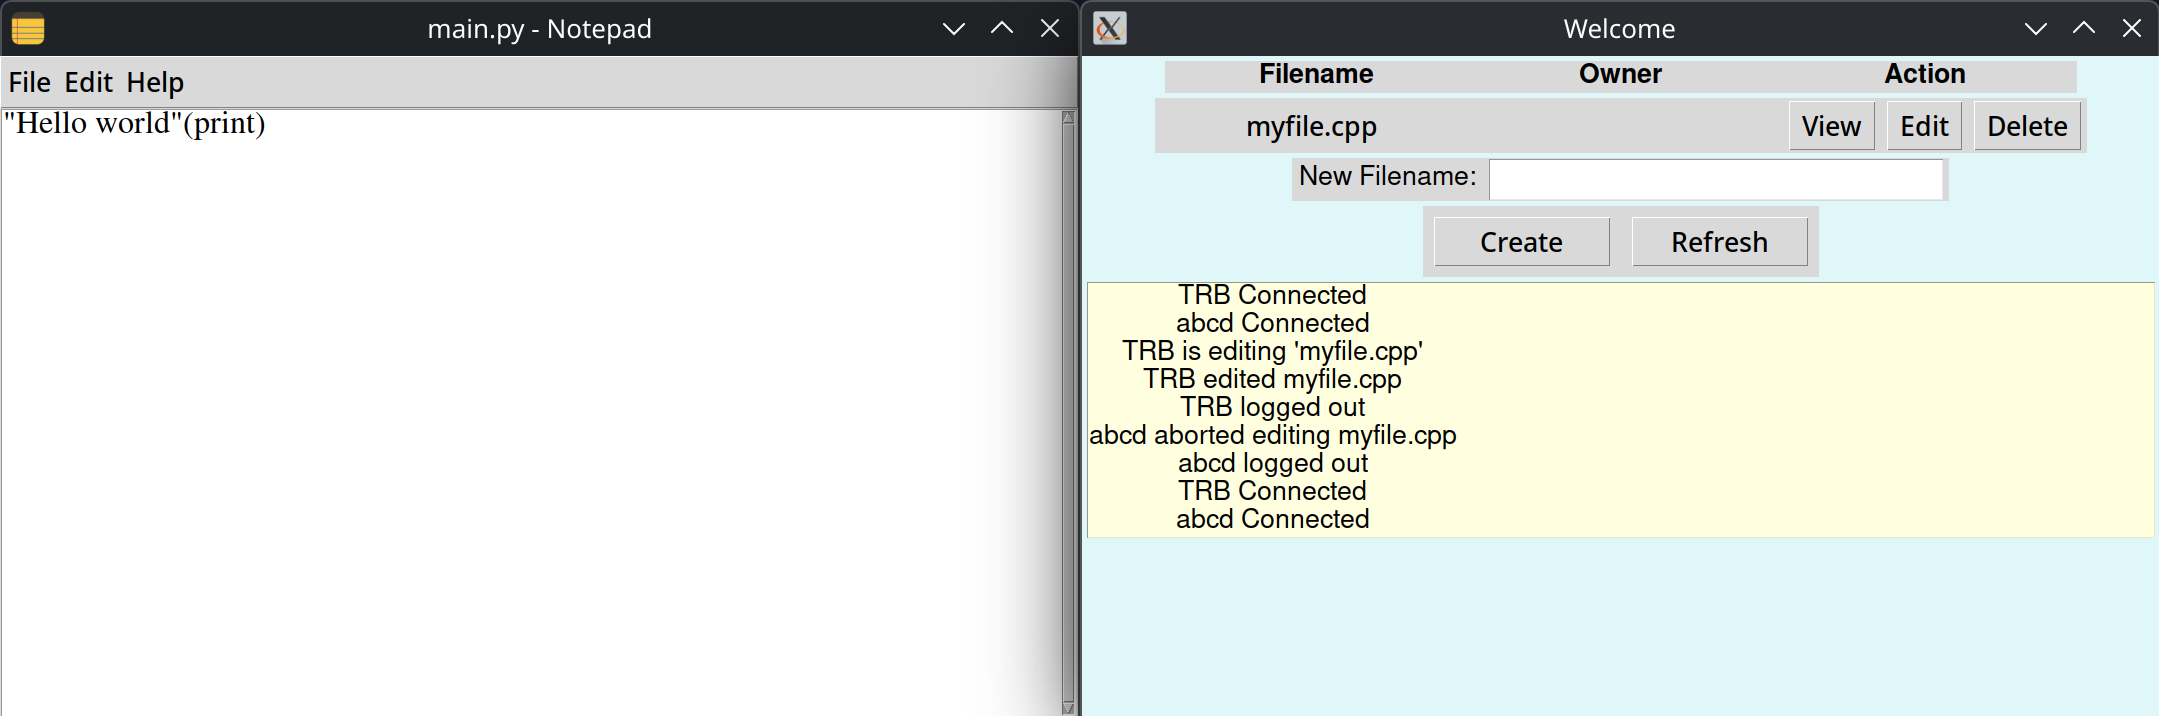 main.py - Notepad
File Edit Help
"Hello world"(print)
Welcome
Filename Owner Action
myfile.cpp View Edit Delete
New Filename:
Create Refresh
TRB Connected
abcd Connected
TRB is editing 'myfile.cpp'
TRB edited myfile.cpp
TRB logged out
abcd aborted editing myfile.cpp
abcd logged out
TRB Connected
abcd Connected